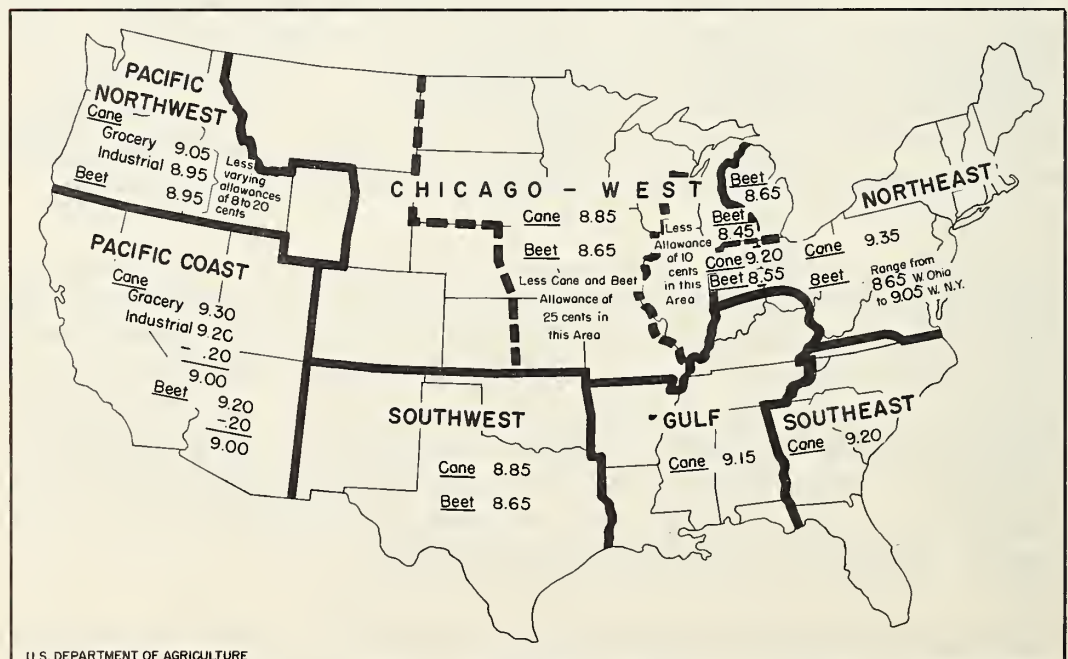 PACIFIC
NORTHWEST
Cane
Grocery 9.05
Industrial 8.95
Beet
8.95
Less
varying
allowances
of 8 to 20
cents
PACIFIC COAST
Cane
Grocery 9.30
Industrial 9.20
- .20
9.00
Beet
9.20
-.20
9.00
CHICAGO - WEST
Cane 8.85
Beet 8.65
Less Cane and Beet
Allowance of
25 cents in
this Area
Less
Allowance
of 10
cents
in this
Area
Beet
8.65
Beet
8.45
Cane 9.20
Beet 8.55
NORTHEAST
Cane 9.35
Beet
Range from
8.65 W. Ohio
to 9.05 W. N.Y.
SOUTHWEST
Cane 8.85
Beet 8.65
GULF
Cane 9.15
SOUTHEAST
Cane 9.20
U.S. DEPARTMENT OF AGRICULTURE